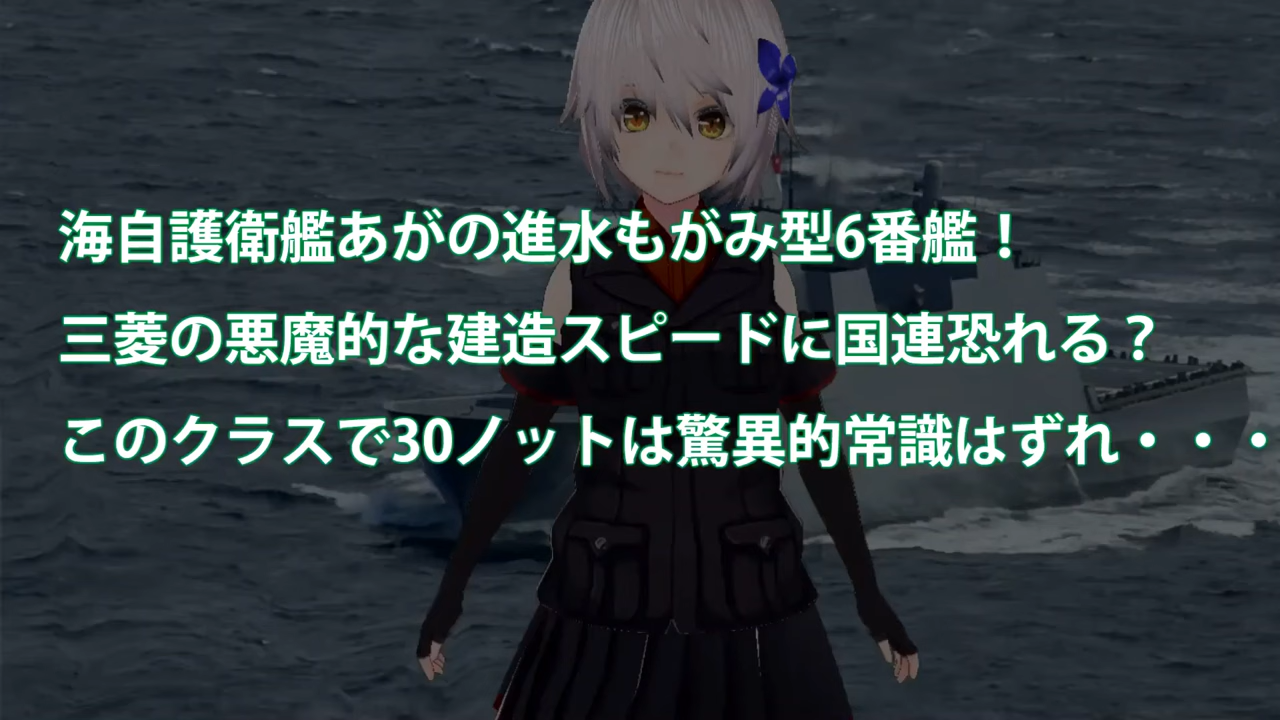 海自護衛艦あがの進水もがみ型6番艦！
三菱の悪魔的な建造スピードに国連恐れる？
このクラスで30ノットは驚異的常識はずれ・・・